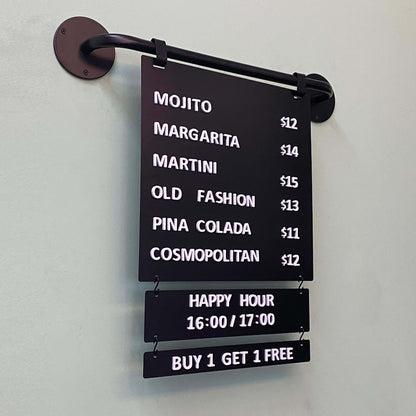 MOJITO $12
MARGARITA $14
MARTINI $15
OLD FASHION $13
PINA COLADA $11
COSMOPOLITAN $12
HAPPY HOUR
16:00 / 17:00
BUY 1 GET 1 FREE